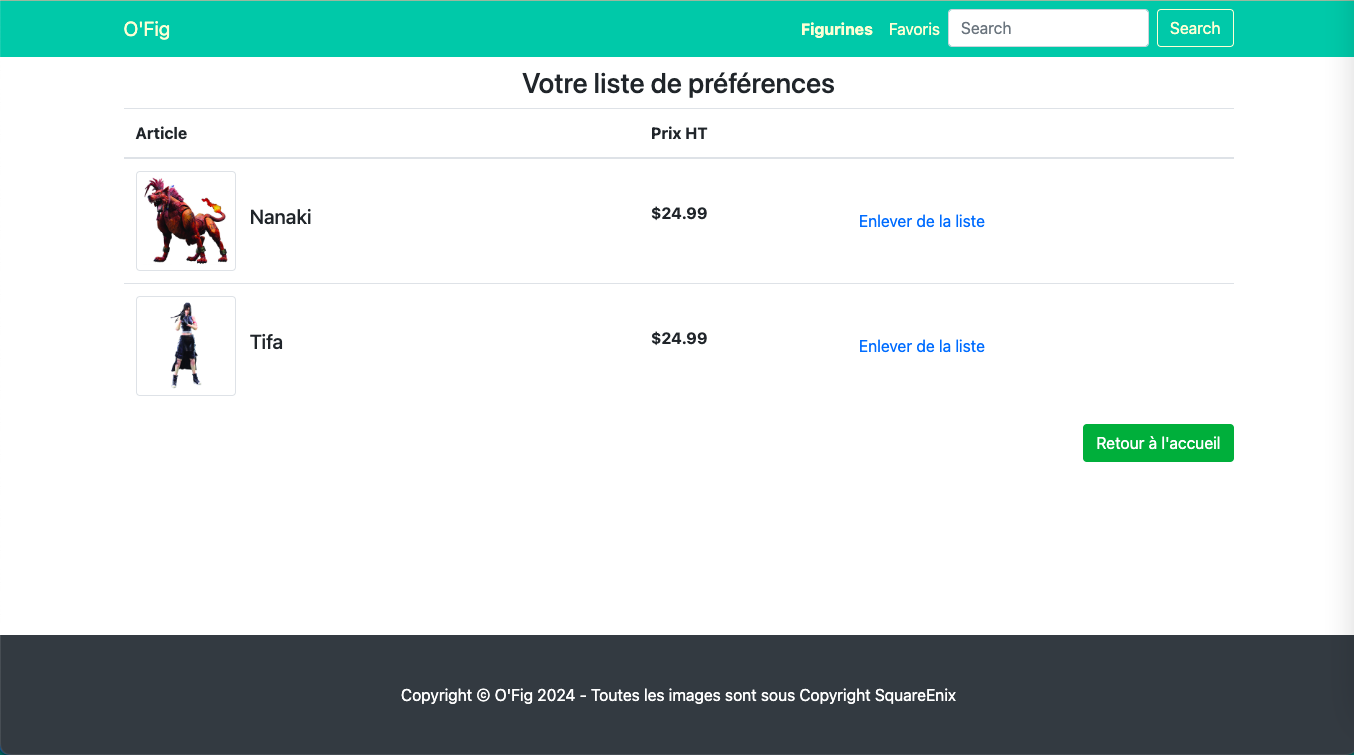 O'Fig Figurines Favoris Search Search
Votre liste de préférences
Article Prix HT
Nanaki $24.99 Enlever de la liste
Tifa $24.99 Enlever de la liste
Retour à l'accueil
Copyright © O'Fig 2024 - Toutes les images sont sous Copyright SquareEnix